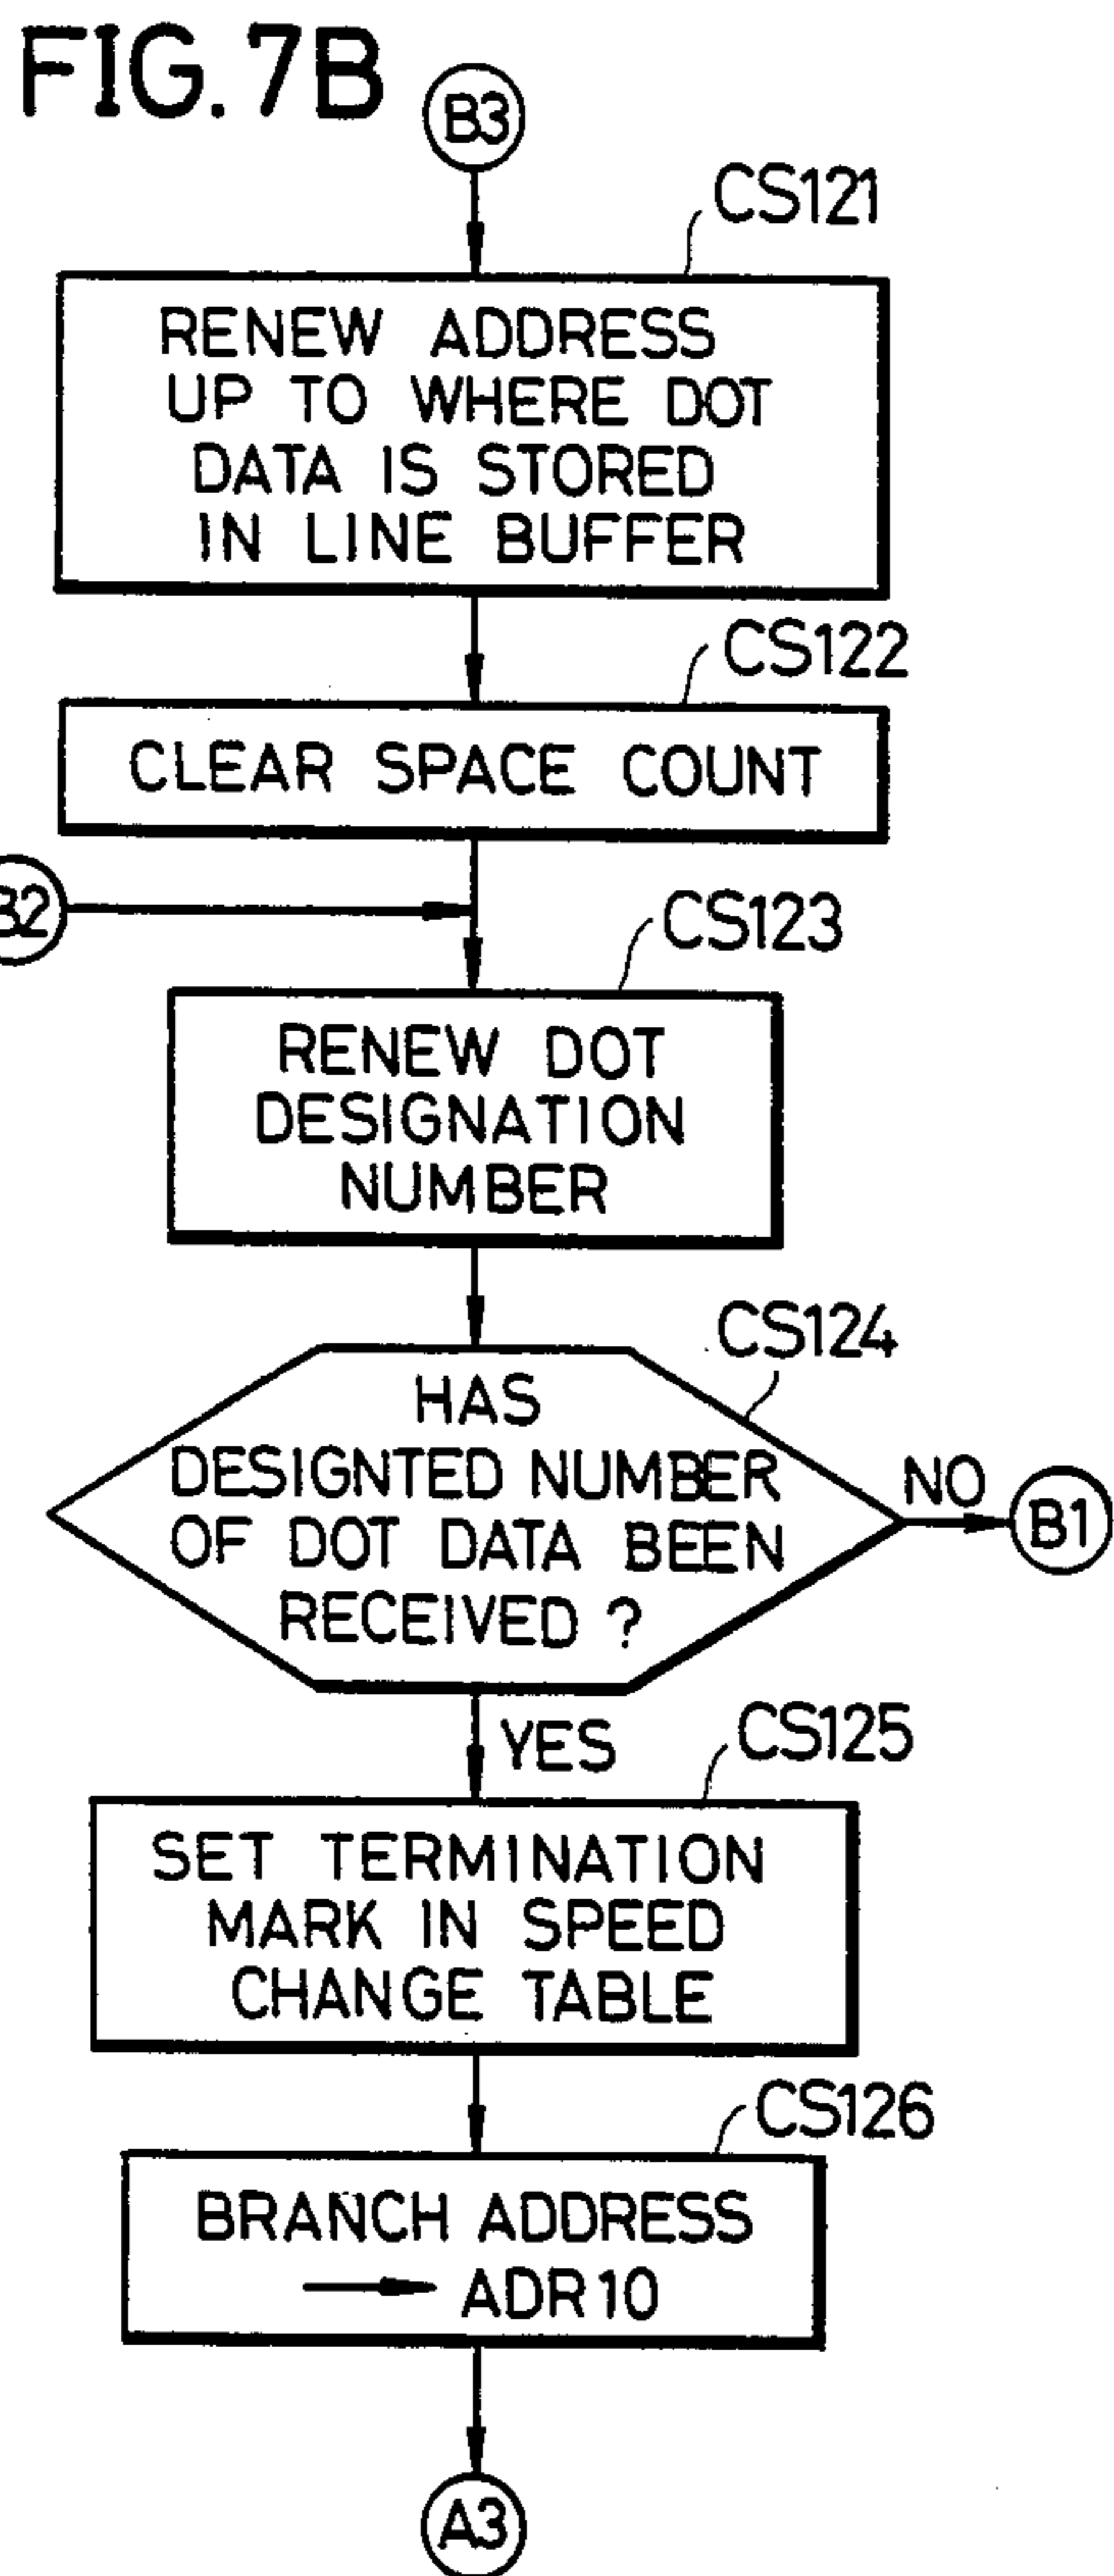 FIG. 7B
B3
CS121
RENEW ADDRESS
UP TO WHERE DOT
DATA IS STORED
IN LINE BUFFER
CS122
CLEAR SPACE COUNT
B2
CS123
RENEW DOT
DESIGNATION
NUMBER
CS124
HAS
DESIGNTED NUMBER
OF DOT DATA BEEN
RECEIVED ?
NO
B1
YES
CS125
SET TERMINATION
MARK IN SPEED
CHANGE TABLE
CS126
BRANCH ADDRESS
→ ADR10
A3